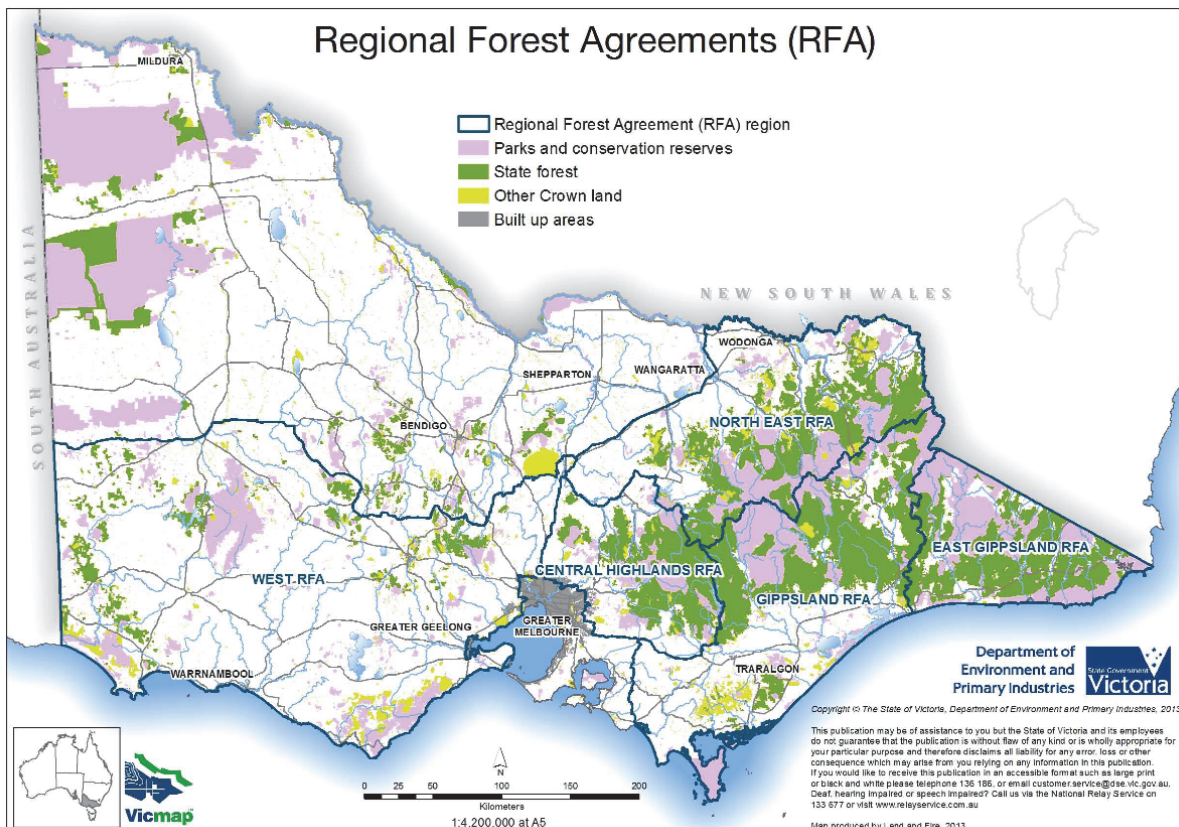 Regional Forest Agreements (RFA)
MILDURA
Regional Forest Agreement (RFA) region
Parks and conservation reserves
State forest
Other Crown land
Built up areas
SOUTH AUSTRALIA
NEW SOUTH WALES
WODONGA
SHEPPARTON
WANGARATTA
BENDIGO
NORTH EAST RFA
EAST GIPPSLAND RFA
WEST RFA
CENTRAL HIGHLANDS RFA
GIPPSLAND RFA
GREATER GEELONG
GREATER
MELBOURNE
WARRNAMBOOL
TRARALGON
Department of
Environment and
Primary Industries
State Government
Victoria
Copyright © The State of Victoria, Department of Environment and Primary Industries, 2013
This publication may be of assistance to you but the State of Victoria and its employees
do not guarantee that the publication is without flaw of any kind or is wholly appropriate for
your particular purpose and therefore disclaims all liability for any error, loss or other
consequence which may arise from you relying on any information in this publication.
If you would like to receive this publication in an accessible format such as large print
or black and white please telephone 136 186, or email customer.service@dse.vic.gov.au.
Deaf, hearing impaired or speech impaired? Call us via the National Relay Service on
133 677 or visit www.relayservice.com.au
Map produced by Land and Fire, 2013
Vicmap™
N
0 25 50 100 150 200
Kilometers
1:4,200,000 at A5